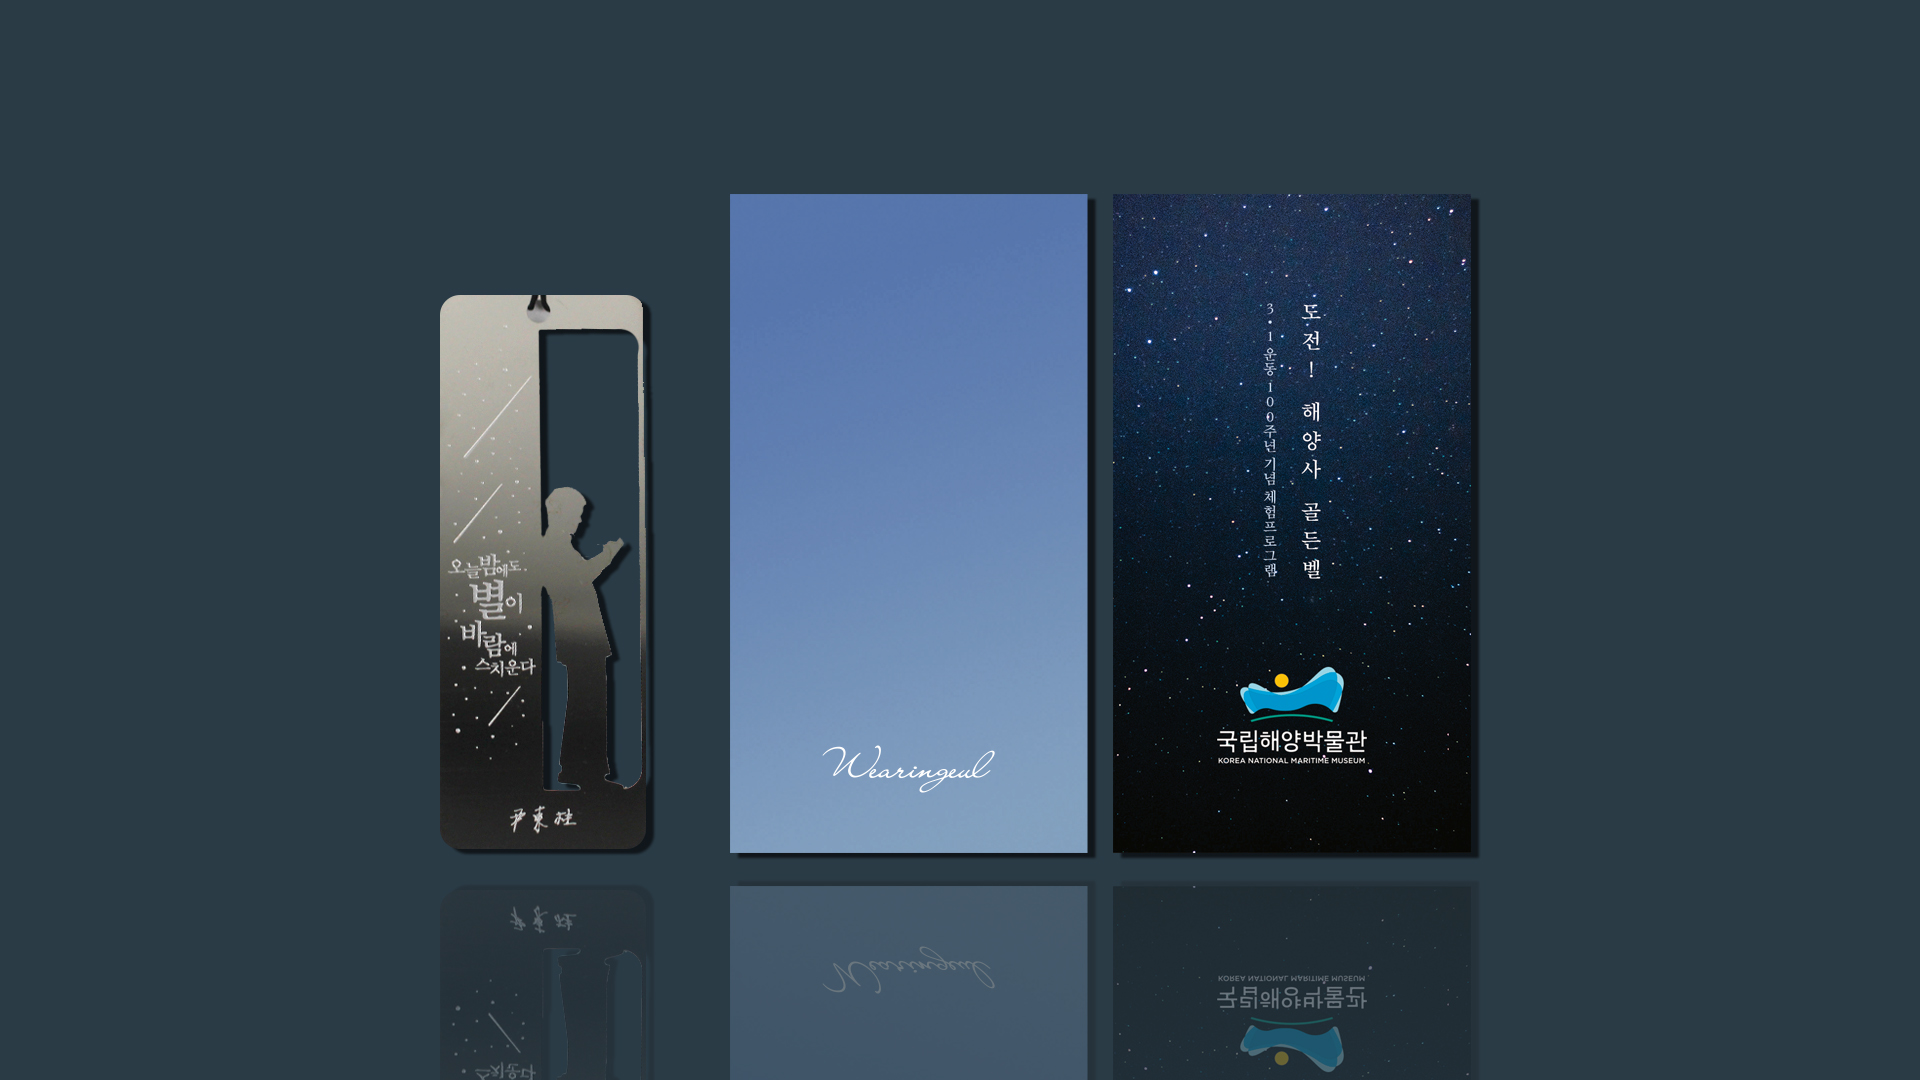 오늘밤에도
별이
바람에
스치운다
尹東柱
Wearingeul
도전! 해양사 골든벨
3·1운동100주년 기념 체험프로그램
국립해양박물관
KOREA NATIONAL MARITIME MUSEUM